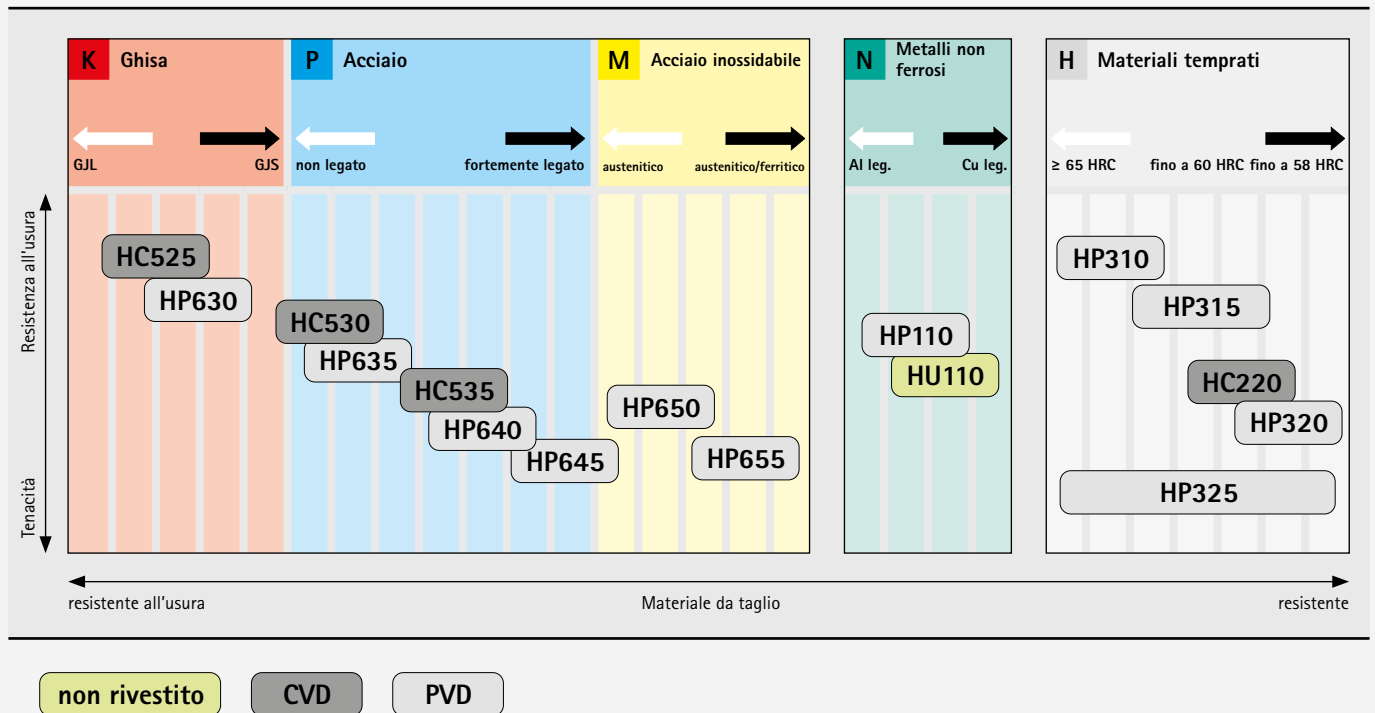 K Ghisa
GJL GJS
P Acciaio
non legato fortemente legato
M Acciaio inossidabile
austenitico austenitico/ferritico
N Metalli non
ferrosi
Al leg. Cu leg.
H Materiali temprati
≥ 65 HRC fino a 60 HRC fino a 58 HRC
Resistenza all'usura
Tenacità
HC525
HP630
HC530
HP635
HC535
HP640
HP645
HP650
HP655
HP110
HU110
HP310
HP315
HC220
HP320
HP325
resistente all'usura Materiale da taglio resistente
non rivestito CVD PVD